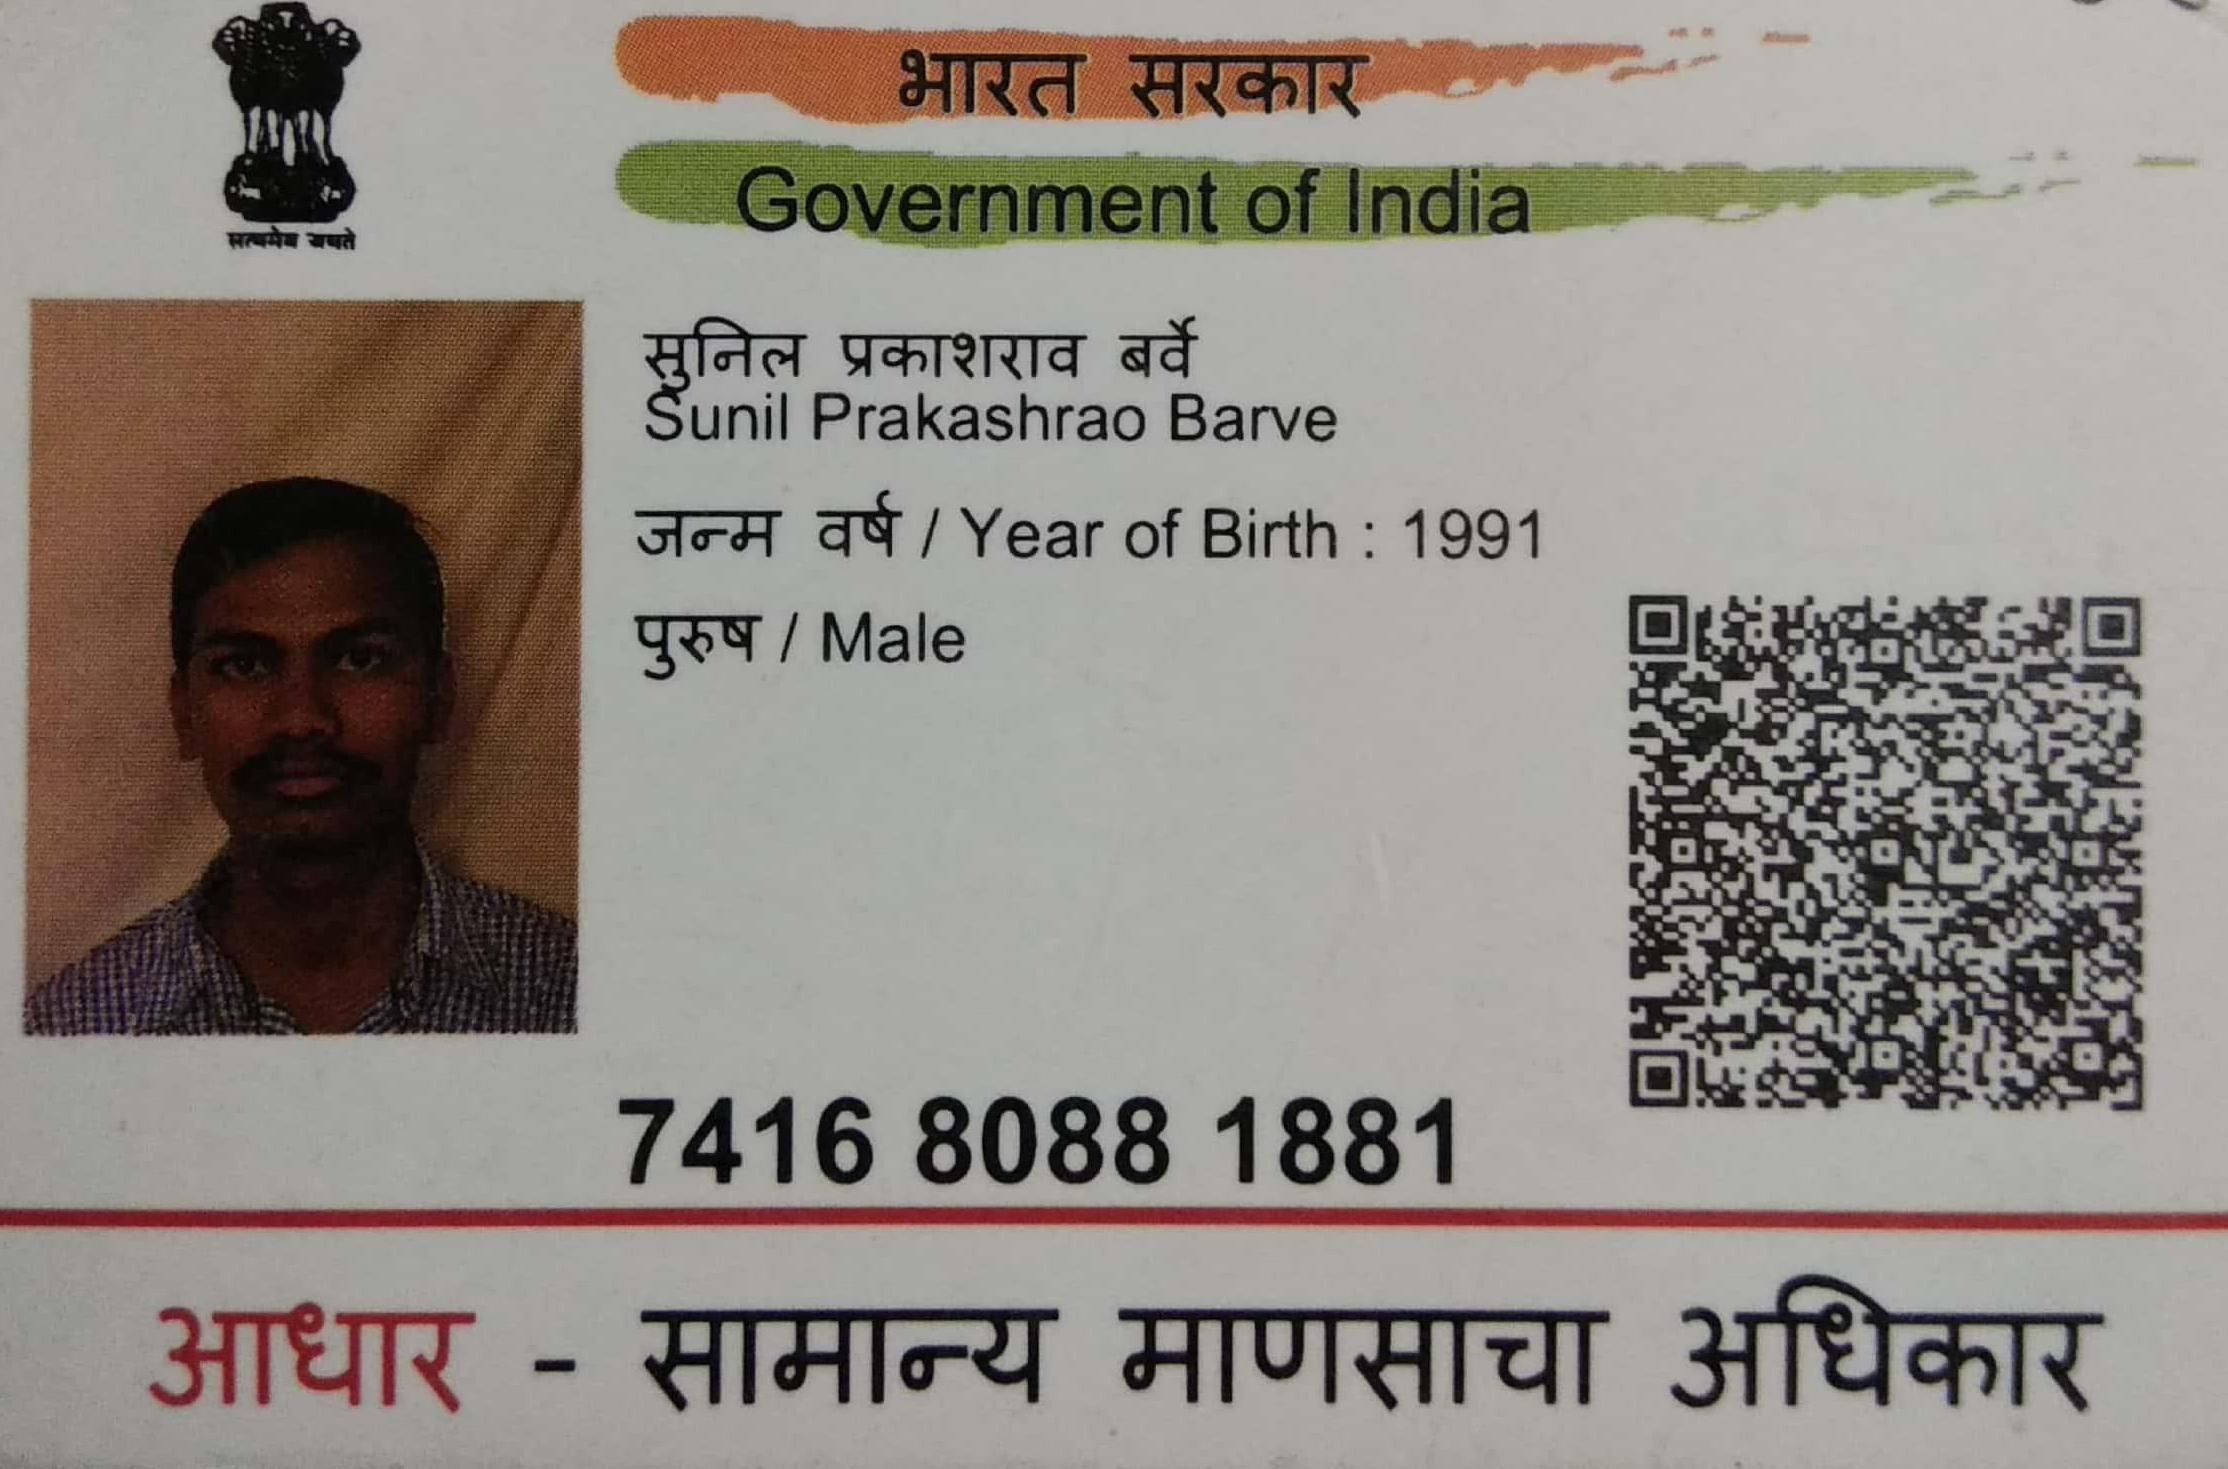 भारत सरकार
Government of India
सत्यमेव जयते
सुनिल प्रकाशराव बर्वे
Sunil Prakashrao Barve
जन्म वर्ष / Year of Birth : 1991
पुरुष / Male
7416 8088 1881
आधार - सामान्य माणसाचा अधिकार